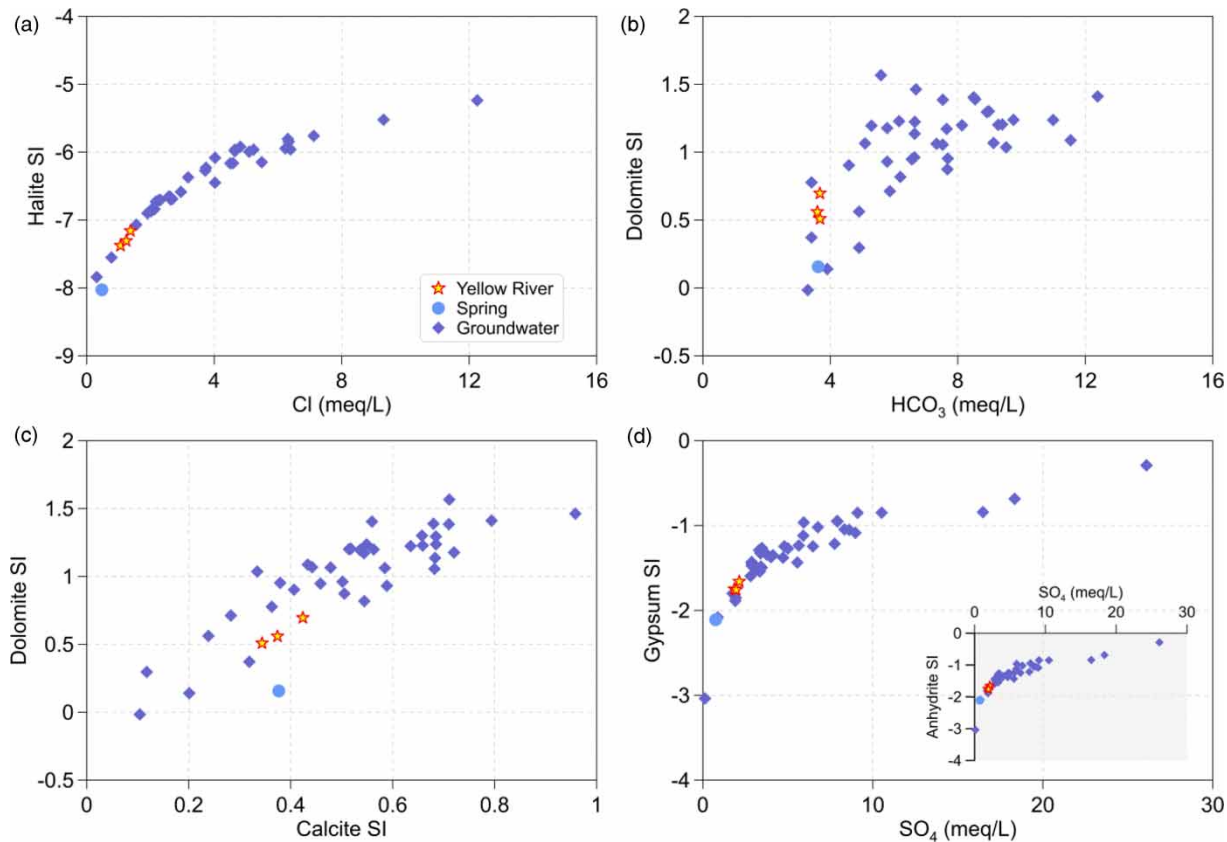 (a)
-4
-5
-6
-7
-8
-9
Halite SI
0 4 8 12 16
Cl (meq/L)
Yellow River
Spring
Groundwater
(b)
2
1.5
1
0.5
0
-0.5
Dolomite SI
0 4 8 12 16
HCO₃ (meq/L)
(c)
2
1.5
1
0.5
0
-0.5
Dolomite SI
0 0.2 0.4 0.6 0.8 1
Calcite SI
(d)
0
-1
-2
-3
-4
Gypsum SI
0 10 20 30
SO₄ (meq/L)
SO₄
(meq/L)
0 10 20 30
0
-1
-2
-3
-4
Anhydrite SI